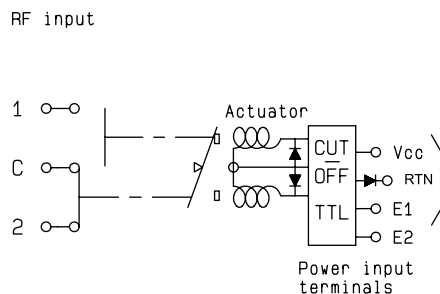 RF input
1
C
2
Actuator
CUT
OFF
TTL
Vcc
RTN
E1
E2
Power input
terminals